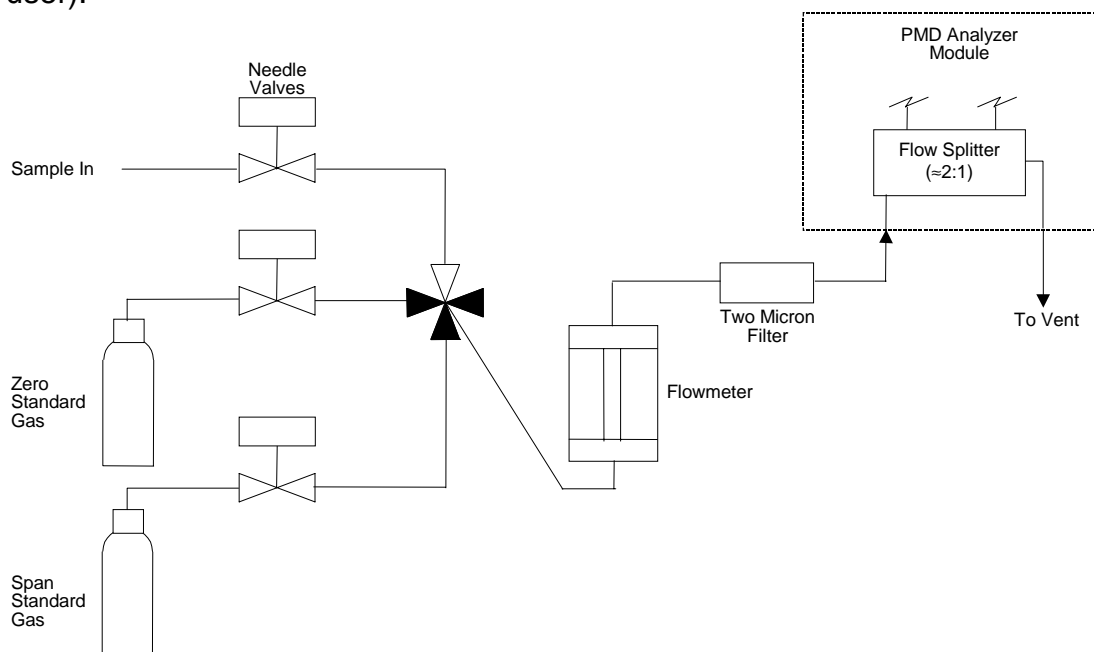 user).
PMD Analyzer
Module
Needle
Valves
Flow Splitter
(≈2:1)
Sample In
Two Micron
Filter
To Vent
Zero
Standard
Gas
Flowmeter
Span
Standard
Gas